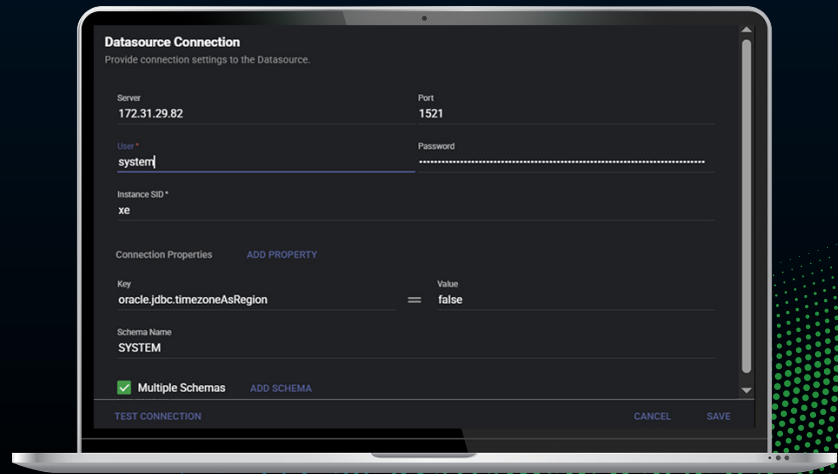 Datasource Connection
Provide connection settings to the Datasource.
Server
Port
172.31.29.82
1521
User*
Password
system
Instance SID*
xe
Connection Properties
ADD PROPERTY
Key
Value
oracle.jdbc.timezoneAsRegion
=
false
Schema Name
SYSTEM
Multiple Schemas
ADD SCHEMA
TEST CONNECTION
CANCEL
SAVE